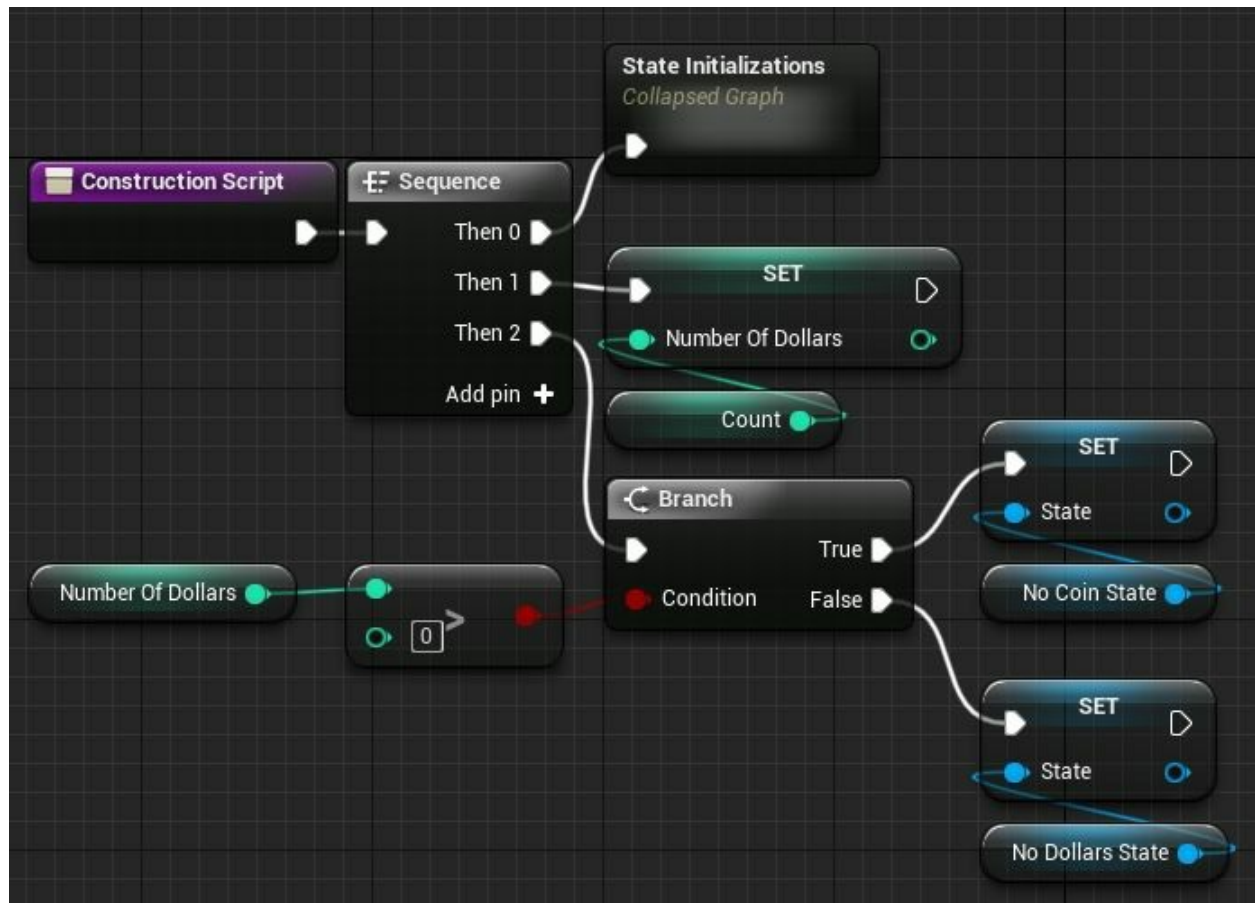 State Initializations
Collapsed Graph
Construction Script
Sequence
Then 0
Then 1
Then 2
Add pin +
SET
Number Of Dollars
Count
Branch
True
Condition
False
Number Of Dollars
0 >
SET
State
No Coin State
SET
State
No Dollars State